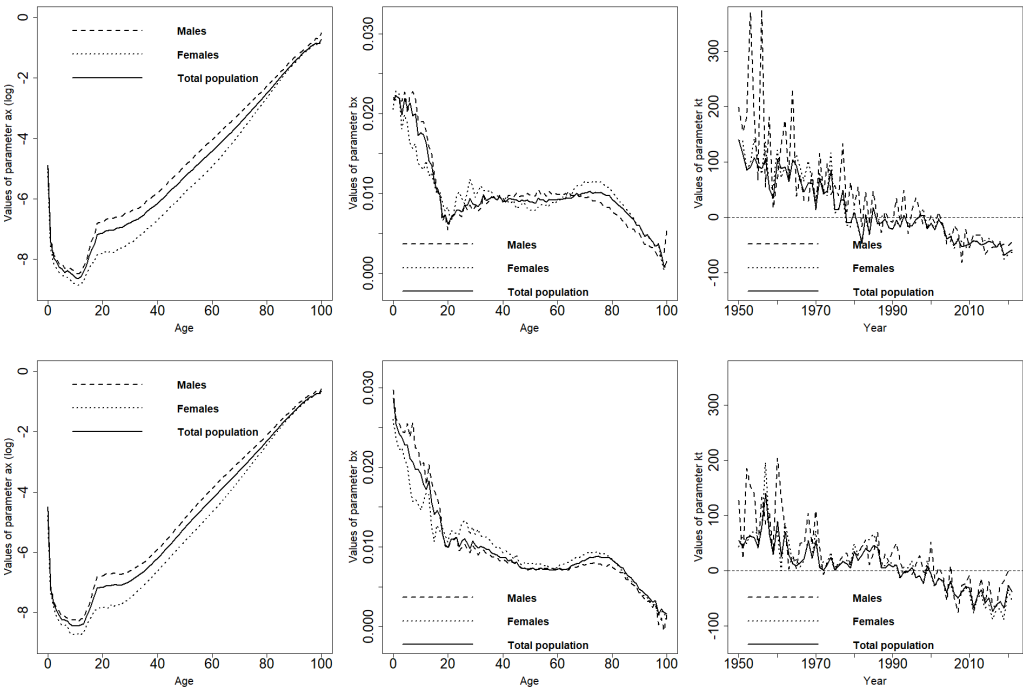 Values of parameter ax (log)
0
-2
-4
-6
-8
Males
Females
Total population
0 20 40 60 80 100
Age
Values of parameter bx
0.030
0.020
0.010
0.000
Males
Females
Total population
0 20 40 60 80 100
Age
Values of parameter kt
300
200
100
0
-100
Males
Females
Total population
1950 1970 1990 2010
Year
Values of parameter ax (log)
0
-2
-4
-6
-8
Males
Females
Total population
0 20 40 60 80 100
Age
Values of parameter bx
0.030
0.020
0.010
0.000
Males
Females
Total population
0 20 40 60 80 100
Age
Values of parameter kt
300
200
100
0
-100
Males
Females
Total population
1950 1970 1990 2010
Year